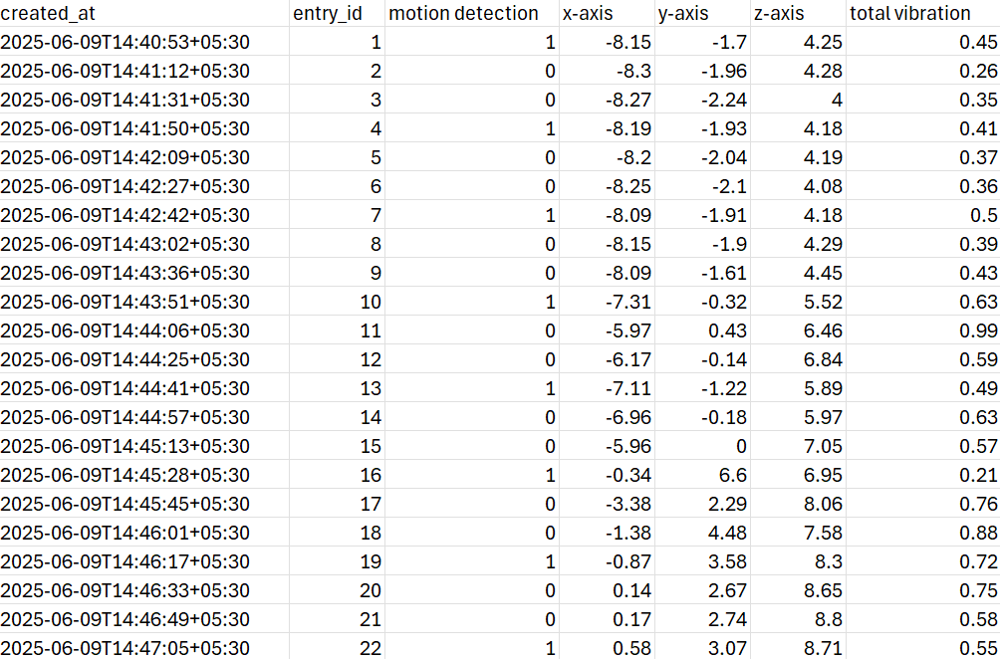 created_at entry_id motion detection x-axis y-axis z-axis total vibration
2025-06-09T14:40:53+05:30 1 1 -8.15 -1.7 4.25 0.45
2025-06-09T14:41:12+05:30 2 0 -8.3 -1.96 4.28 0.26
2025-06-09T14:41:31+05:30 3 0 -8.27 -2.24 4 0.35
2025-06-09T14:41:50+05:30 4 1 -8.19 -1.93 4.18 0.41
2025-06-09T14:42:09+05:30 5 0 -8.2 -2.04 4.19 0.37
2025-06-09T14:42:27+05:30 6 0 -8.25 -2.1 4.08 0.36
2025-06-09T14:42:42+05:30 7 1 -8.09 -1.91 4.18 0.5
2025-06-09T14:43:02+05:30 8 0 -8.15 -1.9 4.29 0.39
2025-06-09T14:43:36+05:30 9 0 -8.09 -1.61 4.45 0.43
2025-06-09T14:43:51+05:30 10 1 -7.31 -0.32 5.52 0.63
2025-06-09T14:44:06+05:30 11 0 -5.97 0.43 6.46 0.99
2025-06-09T14:44:25+05:30 12 0 -6.17 -0.14 6.84 0.59
2025-06-09T14:44:41+05:30 13 1 -7.11 -1.22 5.89 0.49
2025-06-09T14:44:57+05:30 14 0 -6.96 -0.18 5.97 0.63
2025-06-09T14:45:13+05:30 15 0 -5.96 0 7.05 0.57
2025-06-09T14:45:28+05:30 16 1 -0.34 6.6 6.95 0.21
2025-06-09T14:45:45+05:30 17 0 -3.38 2.29 8.06 0.76
2025-06-09T14:46:01+05:30 18 0 -1.38 4.48 7.58 0.88
2025-06-09T14:46:17+05:30 19 1 -0.87 3.58 8.3 0.72
2025-06-09T14:46:33+05:30 20 0 0.14 2.67 8.65 0.75
2025-06-09T14:46:49+05:30 21 0 0.17 2.74 8.8 0.58
2025-06-09T14:47:05+05:30 22 1 0.58 3.07 8.71 0.55